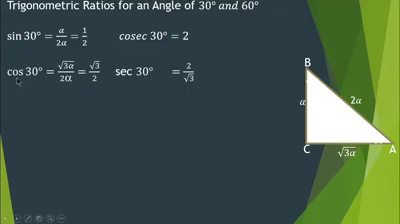 Trigonometric Ratios for an Angle of 30° and 60°
sin 30° = α/2α = 1/2 cosec 30° = 2
cos 30° = √3α/2α = √3/2 sec 30° = 2/√3
B
α 2α
C √3α A